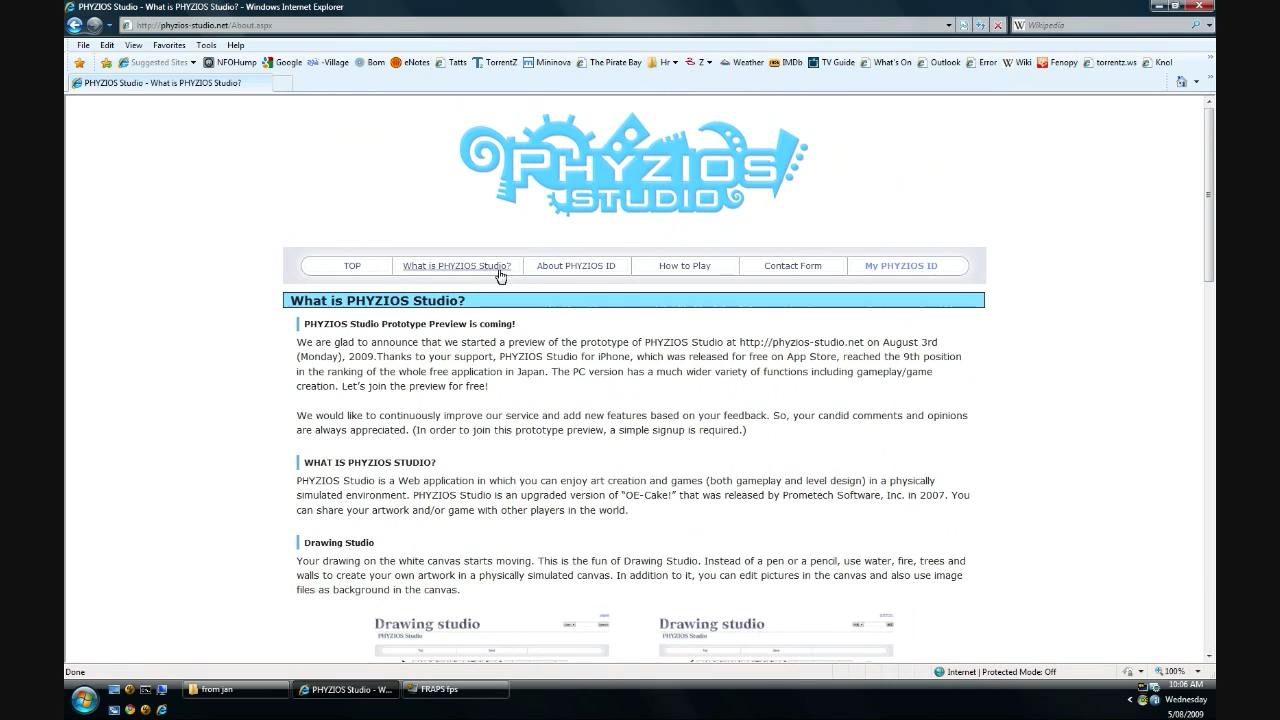 PHYZIOS Studio - What is PHYZIOS Studio? - Windows Internet Explorer
http://phyzios-studio.net/About.aspx
Wikipedia
File Edit View Favorites Tools Help
Suggested Sites NFOHump Google -Village Bom eNotes Tatts TorrentZ Mininova The Pirate Bay Hr Z Weather IMDb TV Guide What's On Outlook Error Wiki Fenopy torrentz.ws Knol
PHYZIOS Studio - What is PHYZIOS Studio?
PHYZIOS
STUDIO
TOP What is PHYZIOS Studio? About PHYZIOS ID How to Play Contact Form My PHYZIOS ID
What is PHYZIOS Studio?
PHYZIOS Studio Prototype Preview is coming!
We are glad to announce that we started a preview of the prototype of PHYZIOS Studio at http://phyzios-studio.net on August 3rd
(Monday), 2009.Thanks to your support, PHYZIOS Studio for iPhone, which was released for free on App Store, reached the 9th position
in the ranking of the whole free application in Japan. The PC version has a much wider variety of functions including gameplay/game
creation. Let's join the preview for free!
We would like to continuously improve our service and add new features based on your feedback. So, your candid comments and opinions
are always appreciated. (In order to join this prototype preview, a simple signup is required.)
WHAT IS PHYZIOS STUDIO?
PHYZIOS Studio is a Web application in which you can enjoy art creation and games (both gameplay and level design) in a physically
simulated environment. PHYZIOS Studio is an upgraded version of "OE-Cake!" that was released by Prometech Software, Inc. in 2007. You
can share your artwork and/or game with other players in the world.
Drawing Studio
Your drawing on the white canvas starts moving. This is the fun of Drawing Studio. Instead of a pen or a pencil, use water, fire, trees and
walls to create your own artwork in a physically simulated canvas. In addition to it, you can edit pictures in the canvas and also use image
files as background in the canvas.
Drawing studio Drawing studio
PHYZIOS Studio PHYZIOS Studio
Done Internet | Protected Mode: Off 100%
from jan PHYZIOS Studio - W... FRAPS fps
10:06 AM
Wednesday
5/08/2009